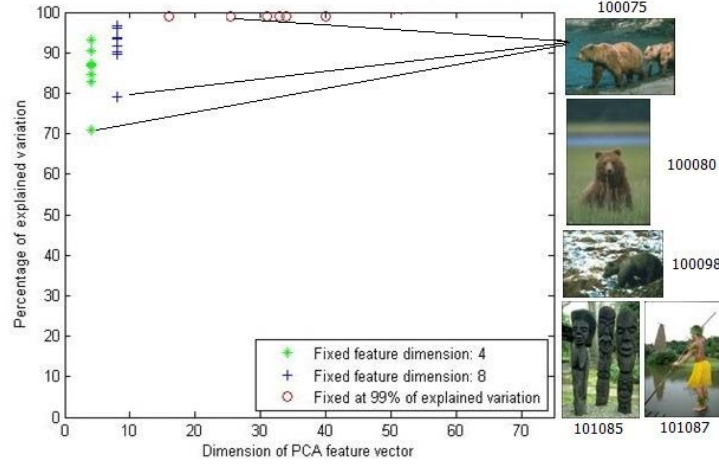 100075
100
90
80
70
60
50
40
30
20
10
0
Percentage of explained variation
100080
100098
Fixed feature dimension: 4
Fixed feature dimension: 8
Fixed at 99% of explained variation
0 10 20 30 40 50 60 70
Dimension of PCA feature vector
101085 101087